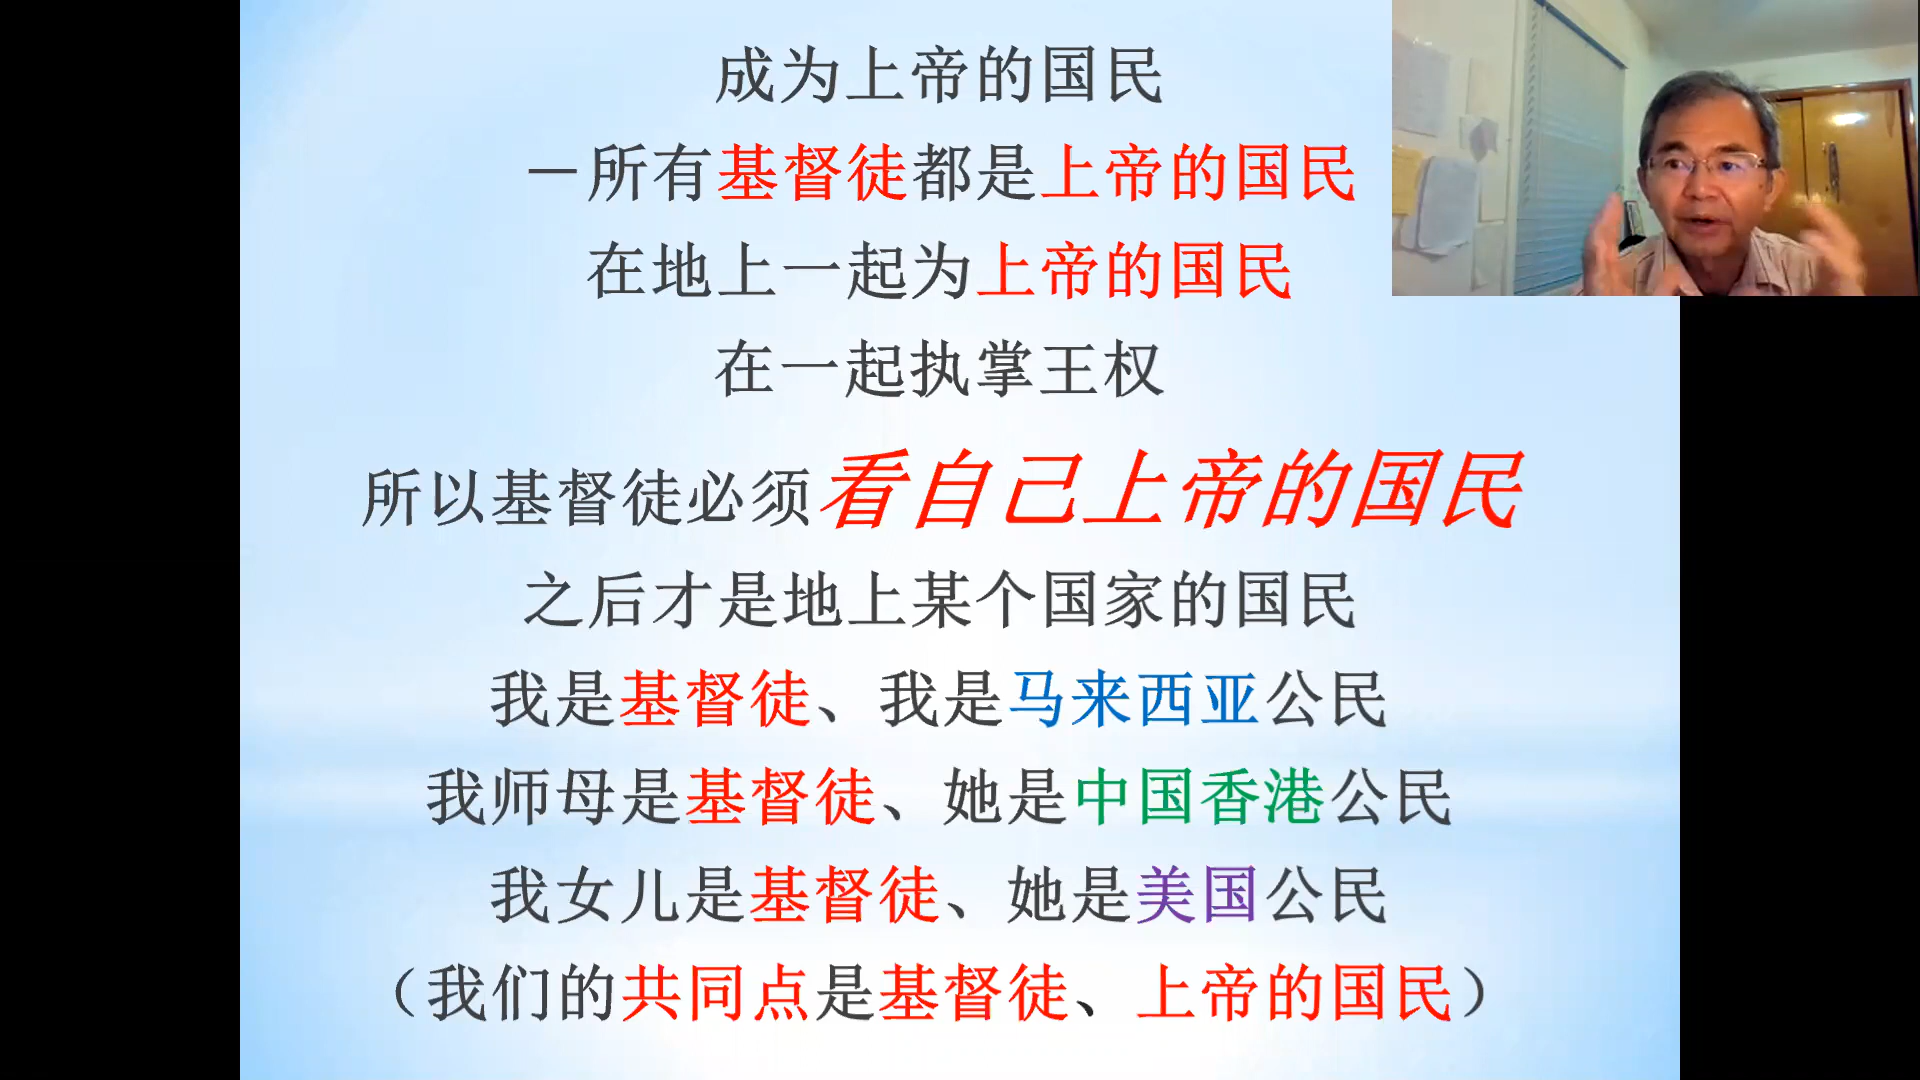 成为上帝的国民
－所有基督徒都是上帝的国民
在地上一起为上帝的国民
在一起执掌王权
所以基督徒必须看自己上帝的国民
之后才是地上某个国家的国民
我是基督徒、我是马来西亚公民
我师母是基督徒、她是中国香港公民
我女儿是基督徒、她是美国公民
（我们的共同点是基督徒、上帝的国民）